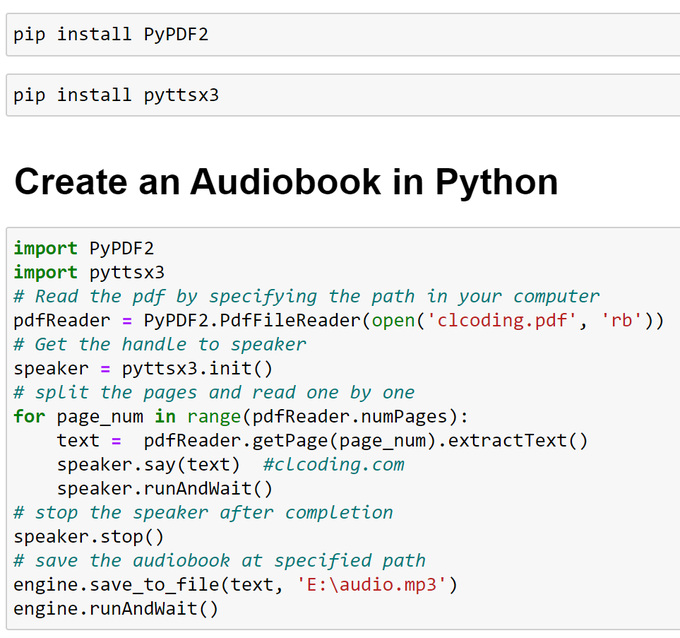 pip install PyPDF2
pip install pyttsx3
Create an Audiobook in Python
import PyPDF2
import pyttsx3
# Read the pdf by specifying the path in your computer
pdfReader = PyPDF2.PdfFileReader(open('clcoding.pdf', 'rb'))
# Get the handle to speaker
speaker = pyttsx3.init()
# split the pages and read one by one
for page_num in range(pdfReader.numPages):
    text =  pdfReader.getPage(page_num).extractText()
    speaker.say(text)  #clcoding.com
    speaker.runAndWait()
# stop the speaker after completion
speaker.stop()
# save the audiobook at specified path
engine.save_to_file(text, 'E:\audio.mp3')
engine.runAndWait()